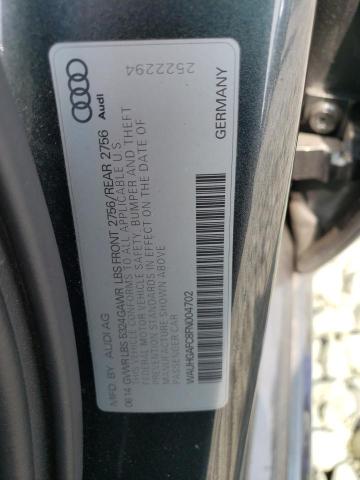 Audi
2522294
MFD BY AUDI AG
06 14 GVWR LBS 5324 GAWR LBS FRONT 2756/REAR 2756
THIS VEHICLE CONFORMS TO ALL APPLICABLE U S
FEDERAL MOTOR VEHICLE SAFETY, BUMPER AND THEFT
PREVENTION STANDARDS IN EFFECT ON THE DATE OF
MANUFACTURE SHOWN ABOVE
PASSENGER CAR
WAUHGAFC8FN004702
GERMANY